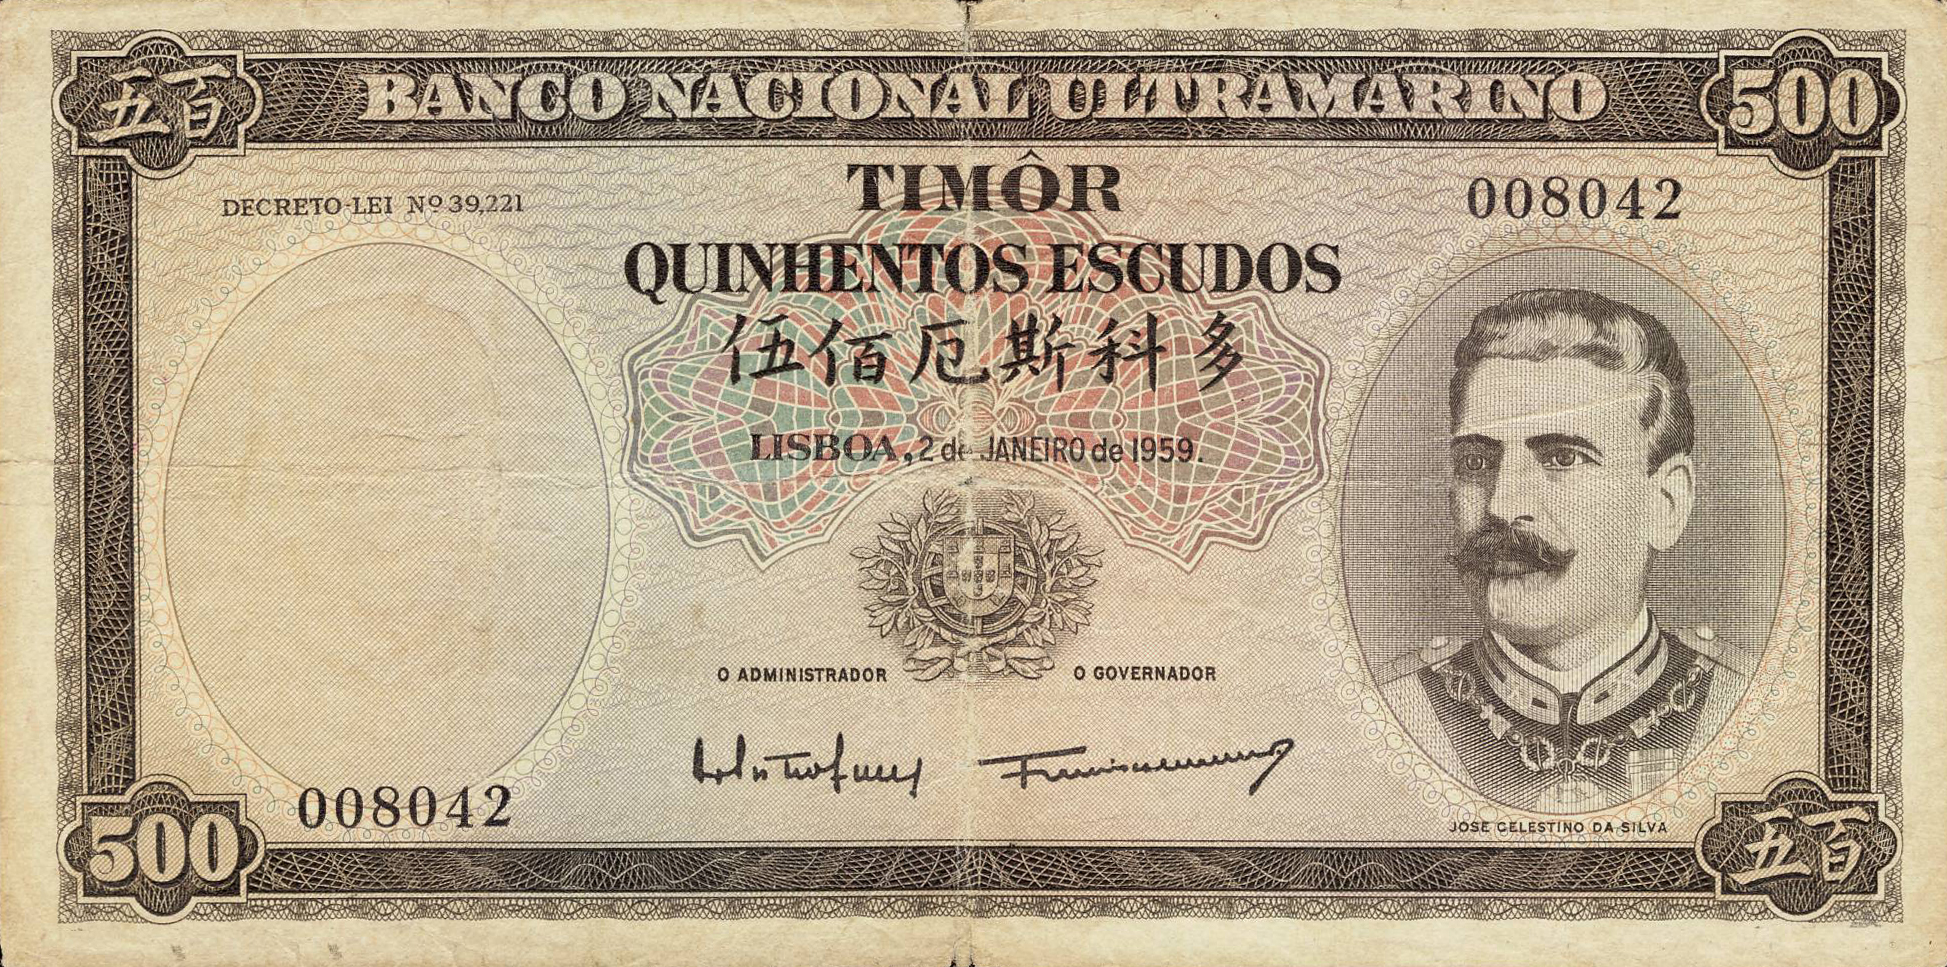 五百
BANCO NACIONAL ULTRAMARINO
500
TIMÔR
DECRETO-LEI Nº 39,221
008042
QUINHENTOS ESCUDOS
伍佰厄斯科多
LISBOA, 2 de JANEIRO de 1959.
O ADMINISTRADOR
O GOVERNADOR
008042
JOSE CELESTINO DA SILVA
500
五百